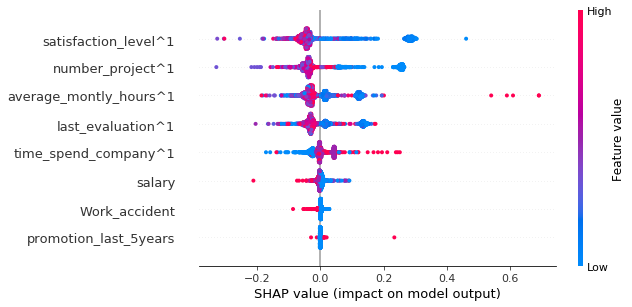 High
satisfaction_level^1
number_project^1
average_montly_hours^1
last_evaluation^1
time_spend_company^1
salary
Work_accident
promotion_last_5years
Feature value
Low
−0.2 0.0 0.2 0.4 0.6
SHAP value (impact on model output)